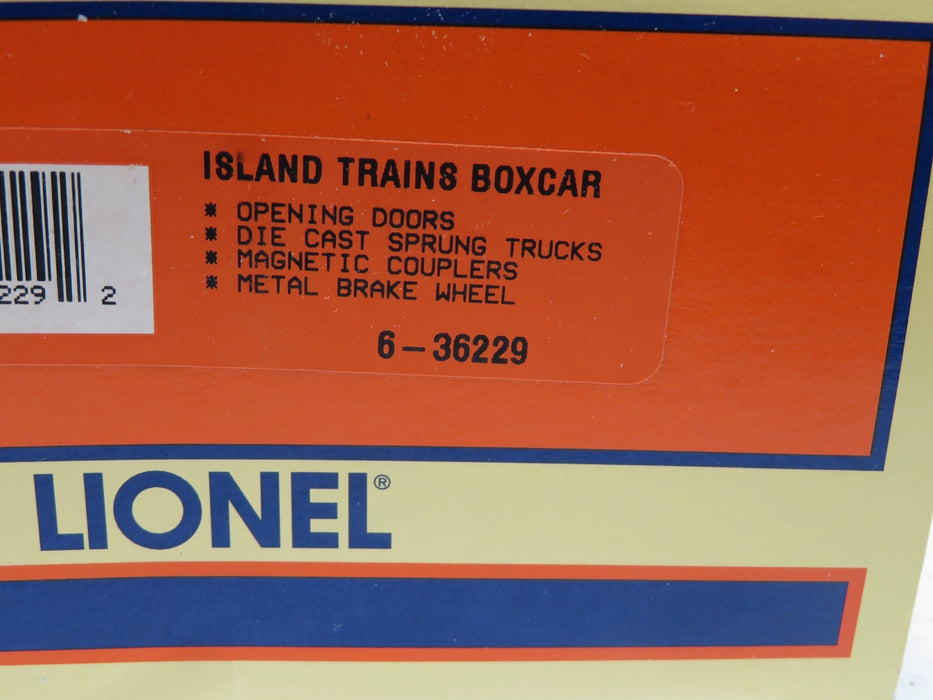 ISLAND TRAINS BOXCAR
* OPENING DOORS
* DIE CAST SPRUNG TRUCKS
* MAGNETIC COUPLERS
* METAL BRAKE WHEEL
229 2
6-36229
LIONEL®